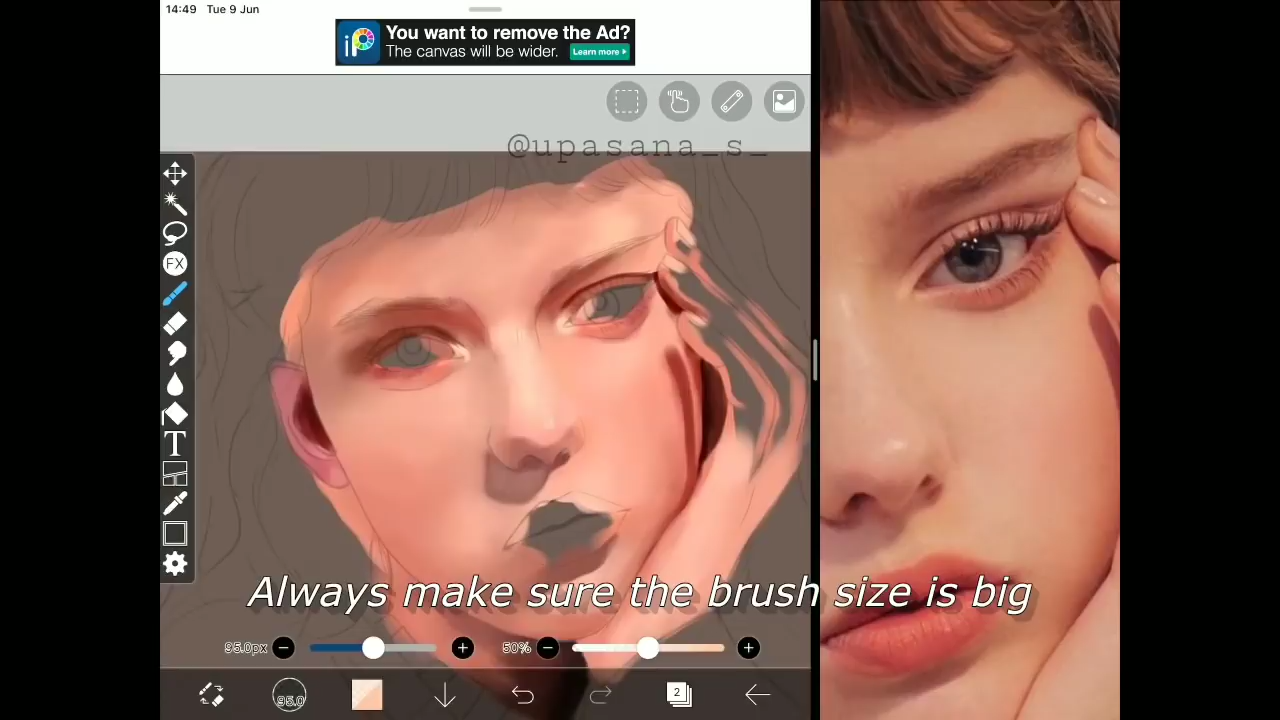 14:49 Tue 9 Jun
iP
You want to remove the Ad?
The canvas will be wider. Learn more
@upasana_s_
FX
T
Always make sure the brush size is big
95.0px
50%
95.0
2